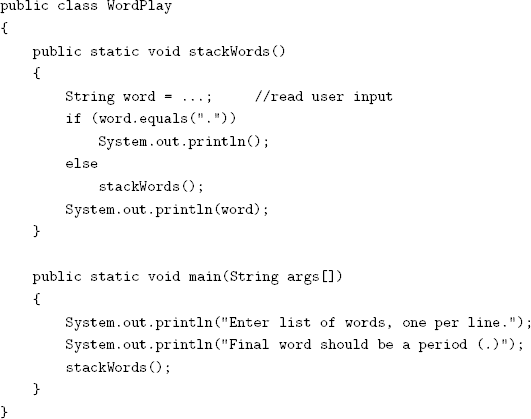 public class WordPlay
{
    public static void stackWords()
    {
        String word = ...;     //read user input
        if (word.equals("."))
            System.out.println();
        else
            stackWords();
        System.out.println(word);
    }

    public static void main(String args[])
    {
        System.out.println("Enter list of words, one per line.");
        System.out.println("Final word should be a period (.)");
        stackWords();
    }
}